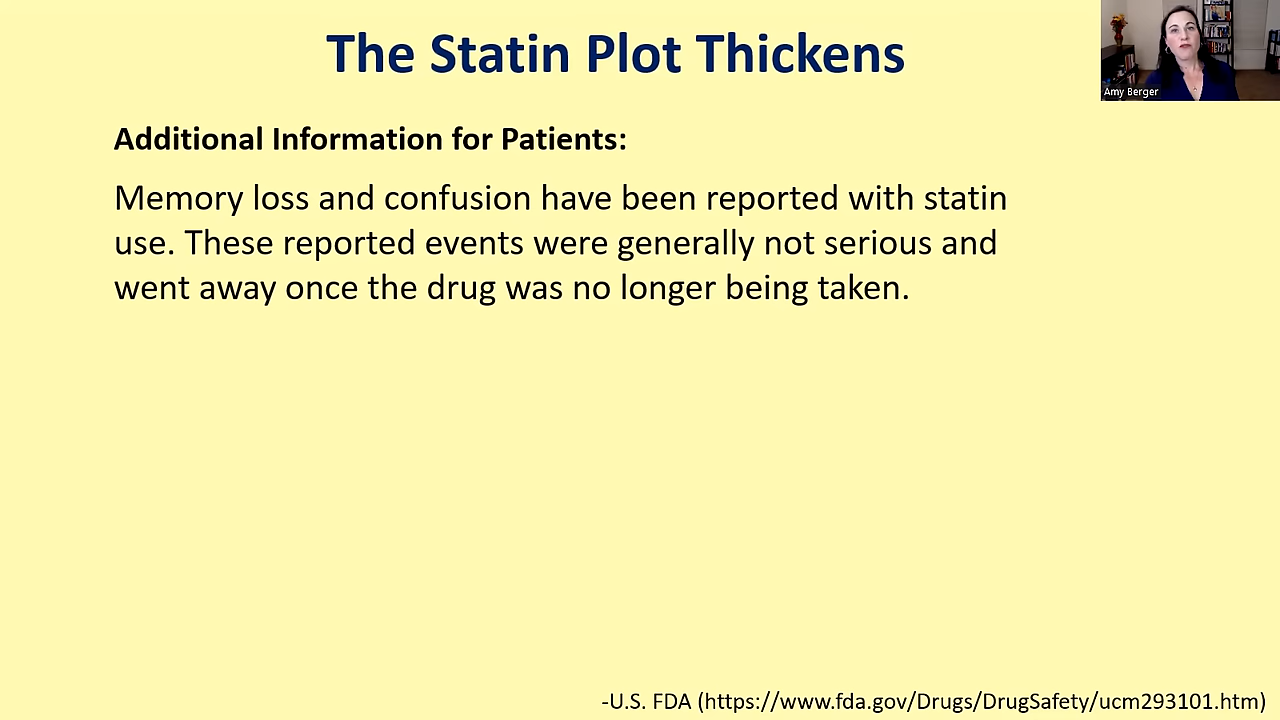 The Statin Plot Thickens
Amy Berger
Additional Information for Patients:
Memory loss and confusion have been reported with statin
use. These reported events were generally not serious and
went away once the drug was no longer being taken.
-U.S. FDA (https://www.fda.gov/Drugs/DrugSafety/ucm293101.htm)